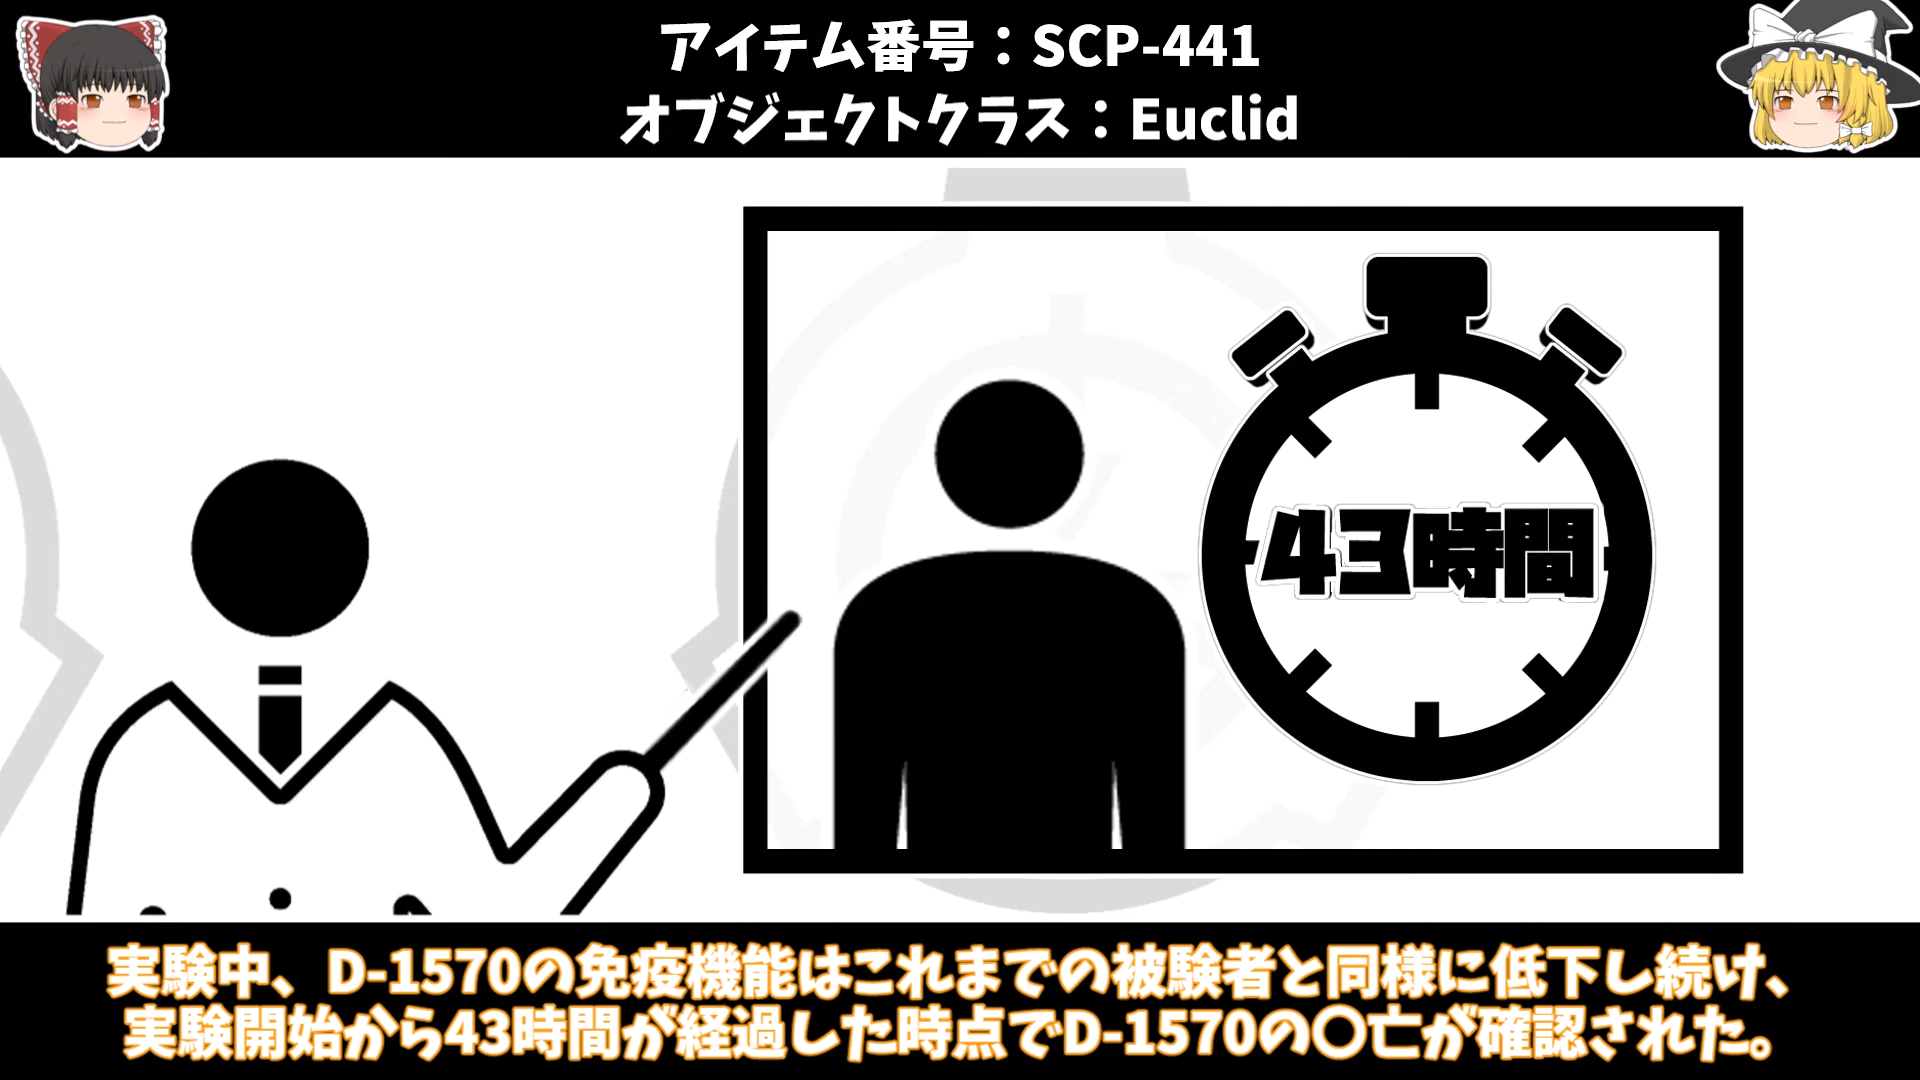 アイテム番号：SCP-441
オブジェクトクラス：Euclid
43時間
実験中、D-1570の免疫機能はこれまでの被験者と同様に低下し続け、
実験開始から43時間が経過した時点でD-1570の〇亡が確認された。